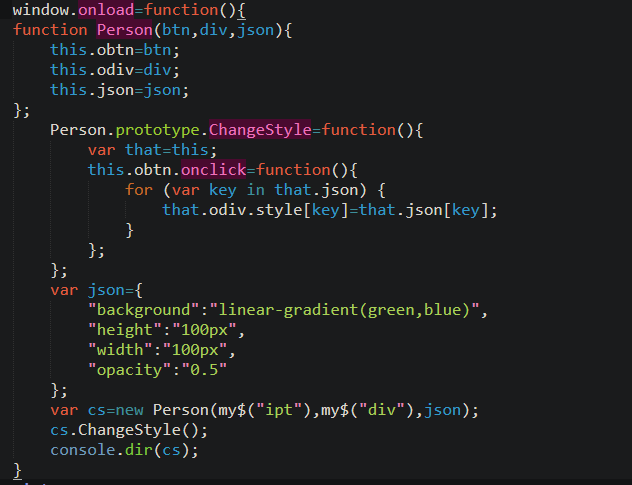 window.onload=function(){
function Person(btn,div,json){
    this.obtn=btn;
    this.odiv=div;
    this.json=json;
};
    Person.prototype.ChangeStyle=function(){
        var that=this;
        this.obtn.onclick=function(){
            for (var key in that.json) {
                that.odiv.style[key]=that.json[key];
            }
        };
    };
    var json={
        "background":"linear-gradient(green,blue)",
        "height":"100px",
        "width":"100px",
        "opacity":"0.5"
    };
    var cs=new Person(my$("ipt"),my$("div"),json);
    cs.ChangeStyle();
    console.dir(cs);
}